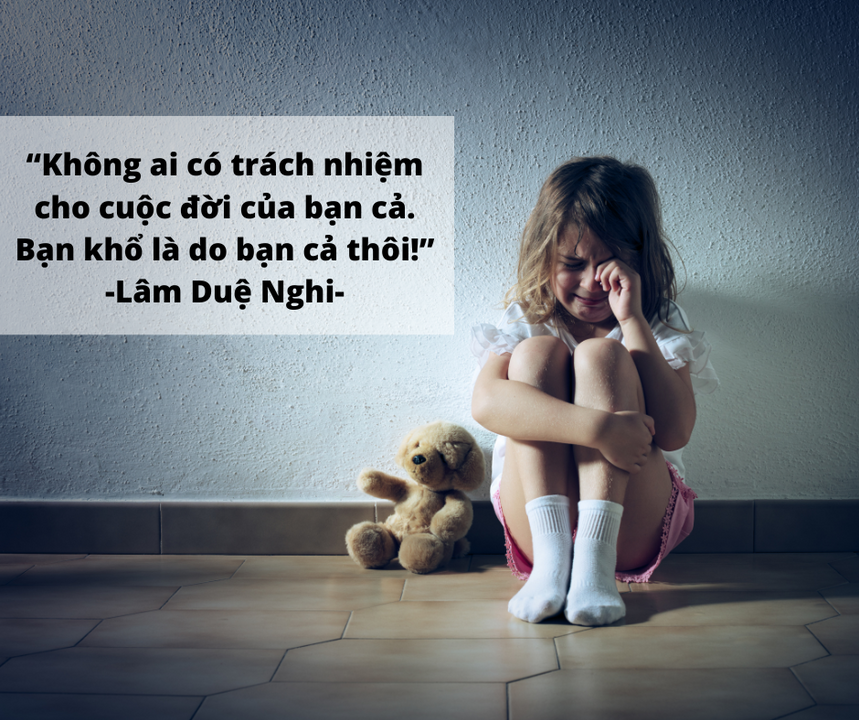 “Không ai có trách nhiệm
cho cuộc đời của bạn cả.
Bạn khổ là do bạn cả thôi!”
-Lâm Duệ Nghi-